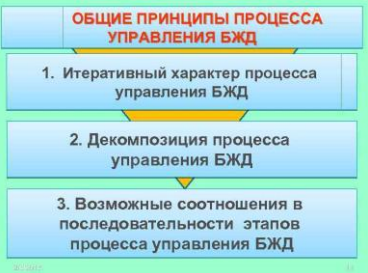 ОБЩИЕ ПРИНЦИПЫ ПРОЦЕССА
УПРАВЛЕНИЯ БЖД
1. Итеративный характер процесса
управления БЖД
2. Декомпозиция процесса
управления БЖД
3. Возможные соотношения в
последовательности этапов
процесса управления БЖД